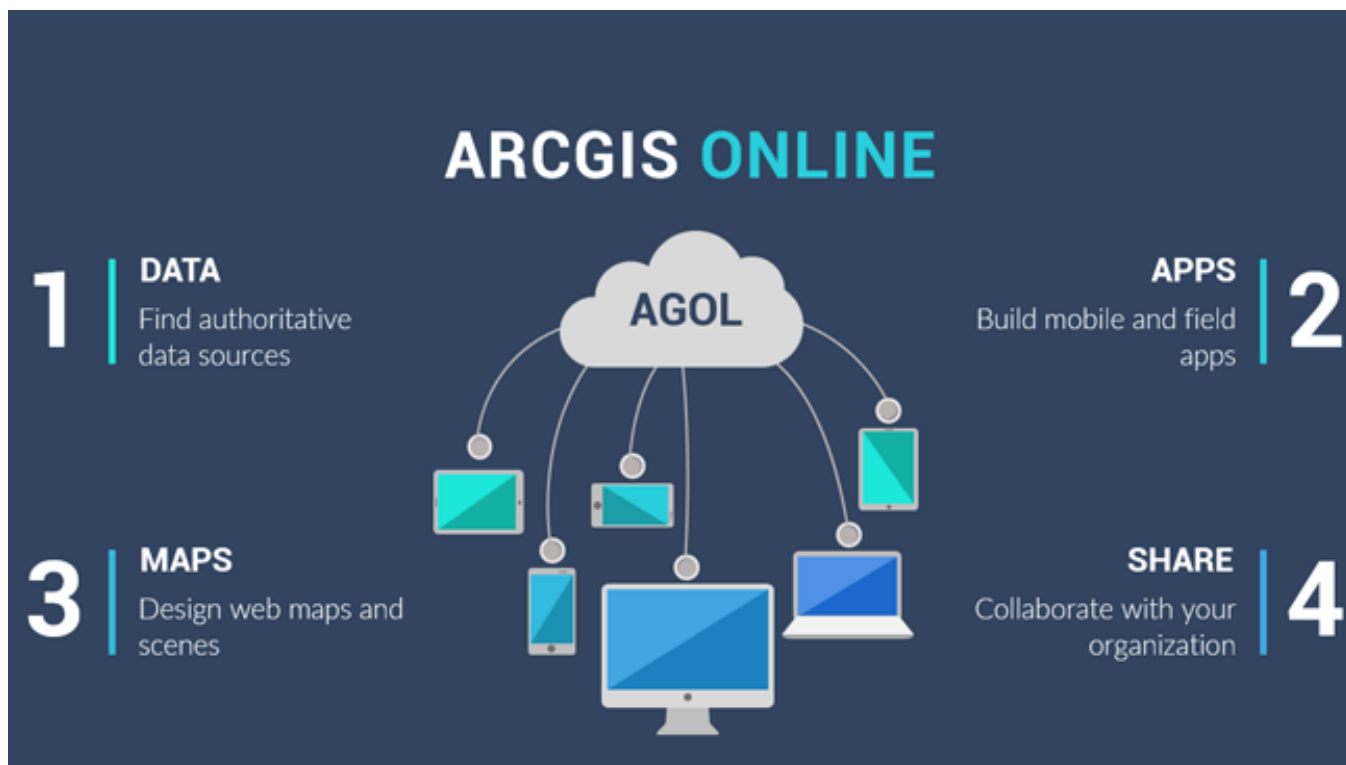 ARCGIS ONLINE
AGOL
1
DATA
Find authoritative
data sources
2
APPS
Build mobile and field
apps
3
MAPS
Design web maps and
scenes
4
SHARE
Collaborate with your
organization